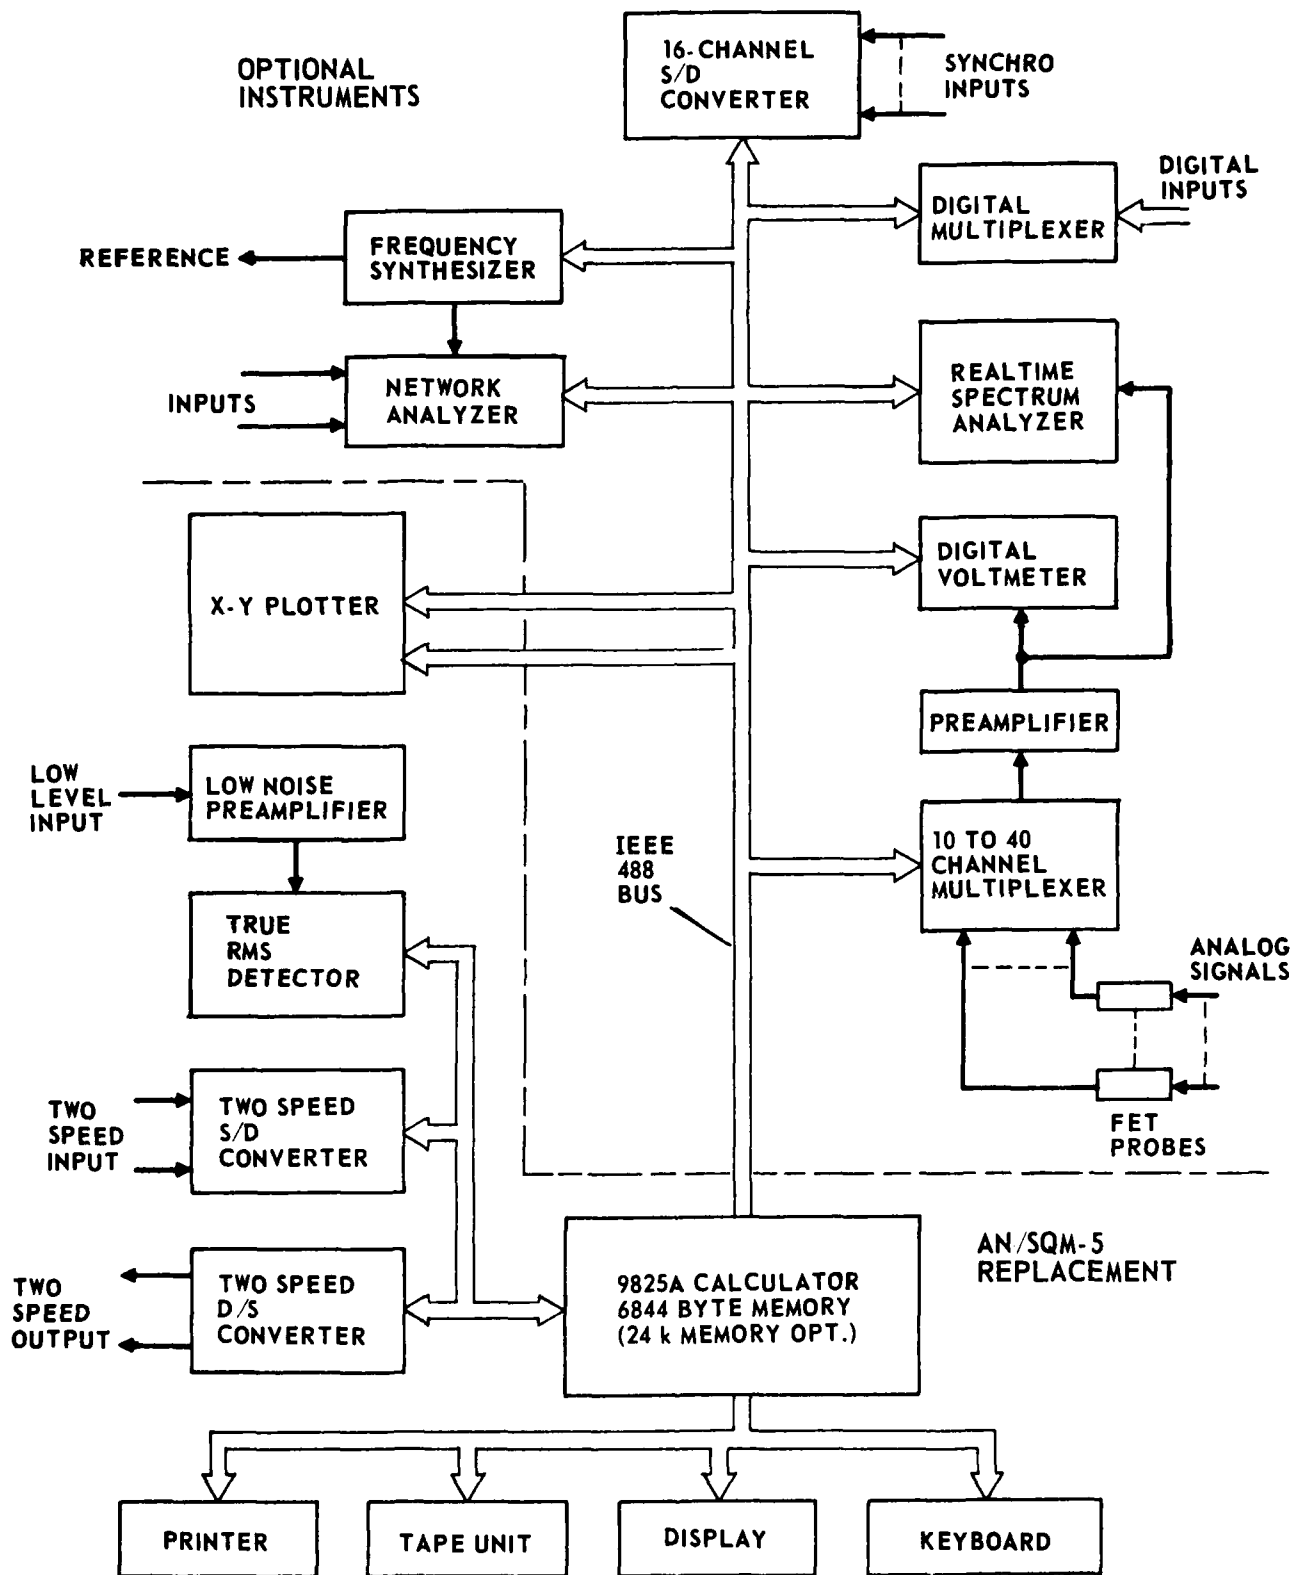 OPTIONAL
INSTRUMENTS
16-CHANNEL
S/D
CONVERTER
SYNCHRO
INPUTS
DIGITAL
INPUTS
DIGITAL
MULTIPLEXER
REFERENCE
FREQUENCY
SYNTHESIZER
INPUTS
NETWORK
ANALYZER
REALTIME
SPECTRUM
ANALYZER
X-Y PLOTTER
DIGITAL
VOLTMETER
PREAMPLIFIER
LOW
LEVEL
INPUT
LOW NOISE
PREAMPLIFIER
IEEE
488
BUS
10 TO 40
CHANNEL
MULTIPLEXER
TRUE
RMS
DETECTOR
ANALOG
SIGNALS
FET
PROBES
TWO
SPEED
INPUT
TWO SPEED
S/D
CONVERTER
TWO
SPEED
OUTPUT
TWO SPEED
D/S
CONVERTER
9825A CALCULATOR
6844 BYTE MEMORY
(24 k MEMORY OPT.)
AN/SQM-5
REPLACEMENT
PRINTER
TAPE UNIT
DISPLAY
KEYBOARD